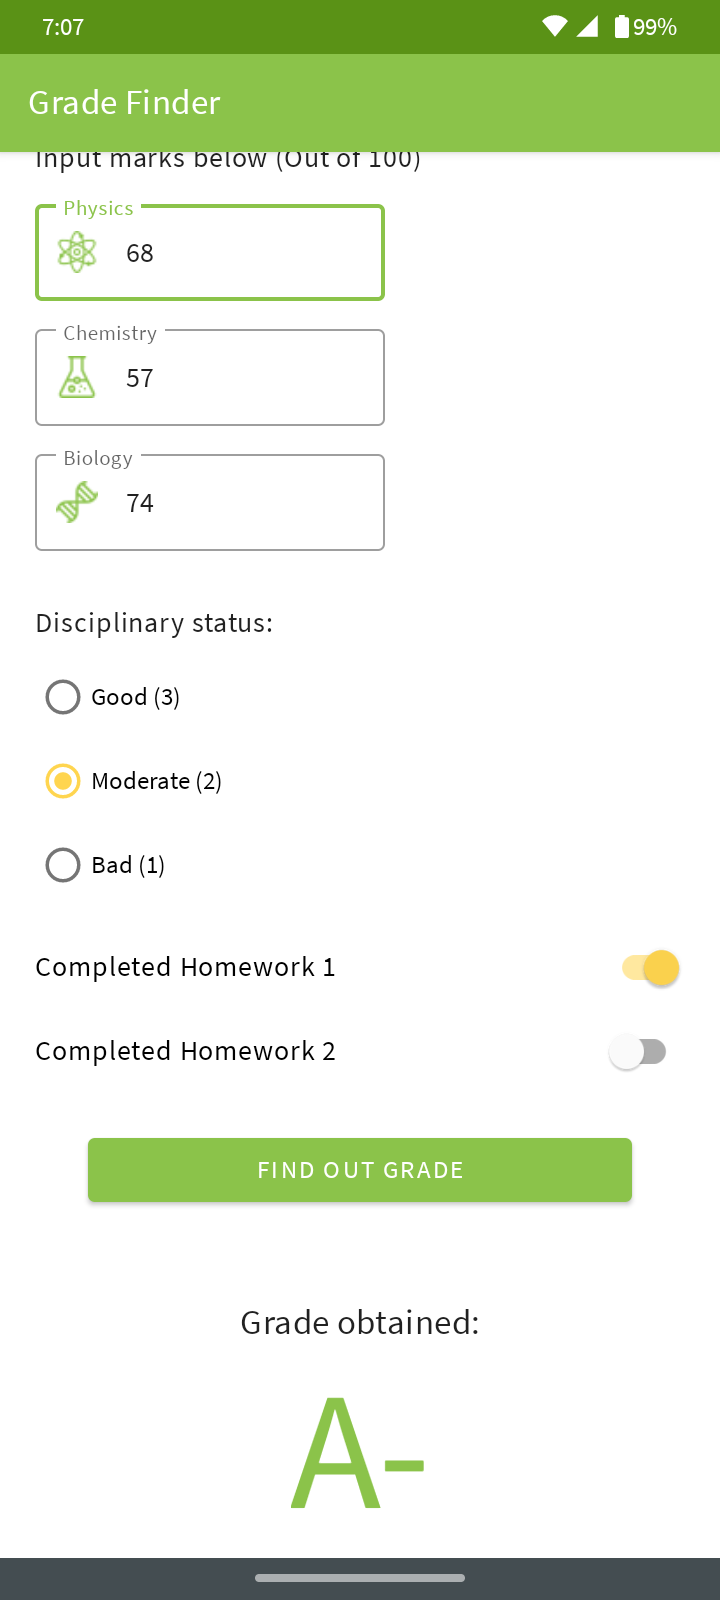 7:07
99%
Grade Finder
Input marks below (Out of 100)
Physics
68
Chemistry
57
Biology
74
Disciplinary status:
Good (3)
Moderate (2)
Bad (1)
Completed Homework 1
Completed Homework 2
FIND OUT GRADE
Grade obtained:
A-